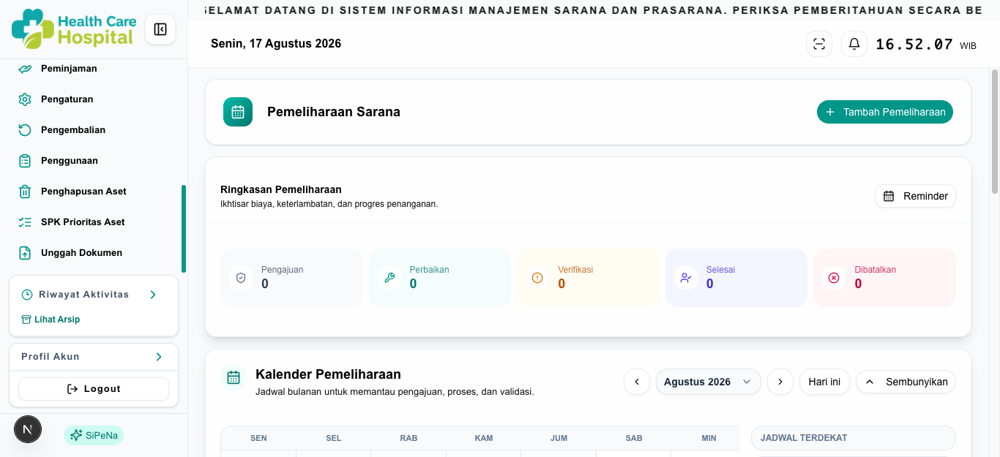 SELAMAT DATANG DI SISTEM INFORMASI MANAJEMEN SARANA DAN PRASARANA. PERIKSA PEMBERITAHUAN SECARA BE
Health Care
Hospital
Senin, 17 Agustus 2026
16.52.07 WIB
Peminjaman
Pengaturan
Pengembalian
Penggunaan
Penghapusan Aset
SPK Prioritas Aset
Unggah Dokumen
Riwayat Aktivitas
Lihat Arsip
Profil Akun
Logout
N
SiPeNa
Pemeliharaan Sarana
Tambah Pemeliharaan
Ringkasan Pemeliharaan
Ikhtisar biaya, keterlambatan, dan progres penanganan.
Reminder
Pengajuan
0
Perbaikan
0
Verifikasi
0
Selesai
0
Dibatalkan
0
Kalender Pemeliharaan
Jadwal bulanan untuk memantau pengajuan, proses, dan validasi.
Agustus 2026
Hari ini
Sembunyikan
SEN SEL RAB KAM JUM SAB MIN
JADWAL TERDEKAT